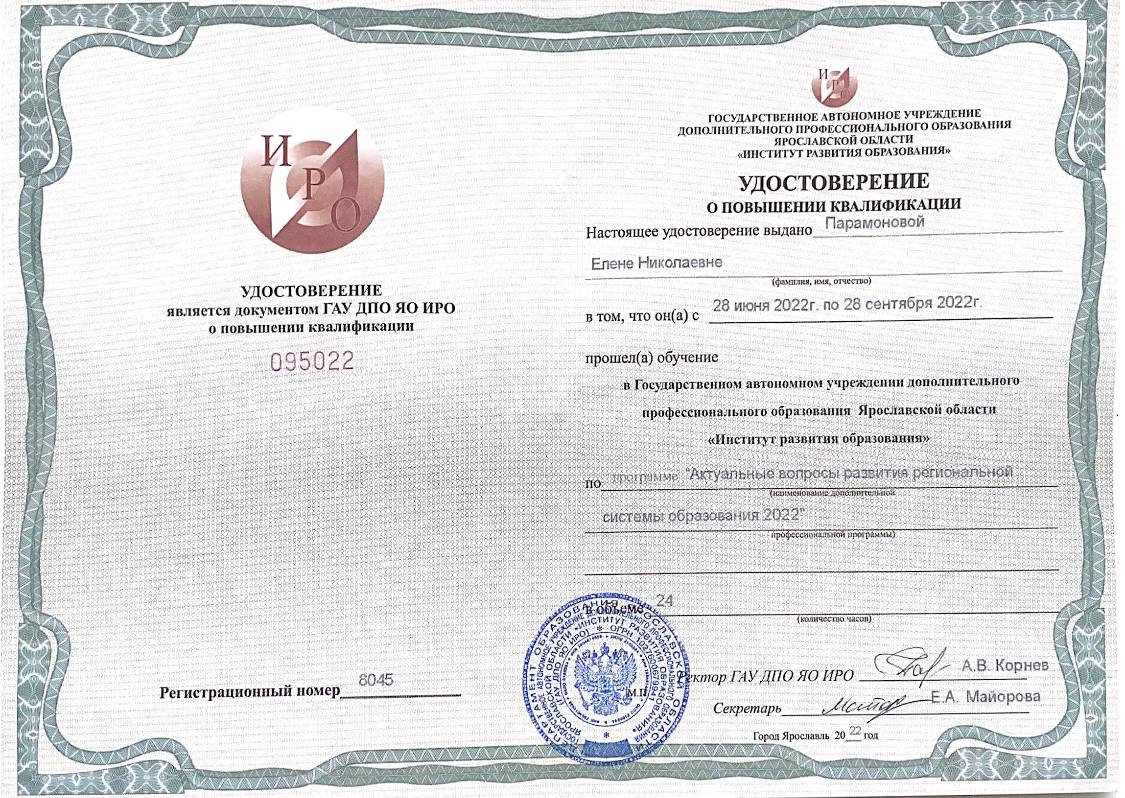 И
Р
О
УДОСТОВЕРЕНИЕ
является документом ГАУ ДПО ЯО ИРО
о повышении квалификации
095022
Регистрационный номер 8045
И
Р
О
ГОСУДАРСТВЕННОЕ АВТОНОМНОЕ УЧРЕЖДЕНИЕ
ДОПОЛНИТЕЛЬНОГО ПРОФЕССИОНАЛЬНОГО ОБРАЗОВАНИЯ
ЯРОСЛАВСКОЙ ОБЛАСТИ
«ИНСТИТУТ РАЗВИТИЯ ОБРАЗОВАНИЯ»
УДОСТОВЕРЕНИЕ
О ПОВЫШЕНИИ КВАЛИФИКАЦИИ
Настоящее удостоверение выдано Парамоновой
Елене Николаевне
(фамилия, имя, отчество)
в том, что он(а) с 28 июня 2022г. по 28 сентября 2022г.
прошел(а) обучение
в Государственном автономном учреждении дополнительного
профессионального образования Ярославской области
«Институт развития образования»
по программе "Актуальные вопросы развития региональной
(наименование дополнительной
системы образования 2022"
профессиональной программы)
в объеме 24
(количество часов)
М.П.
Ректор ГАУ ДПО ЯО ИРО А.В. Корнев
Секретарь Е.А. Майорова
Город Ярославль 2022 год